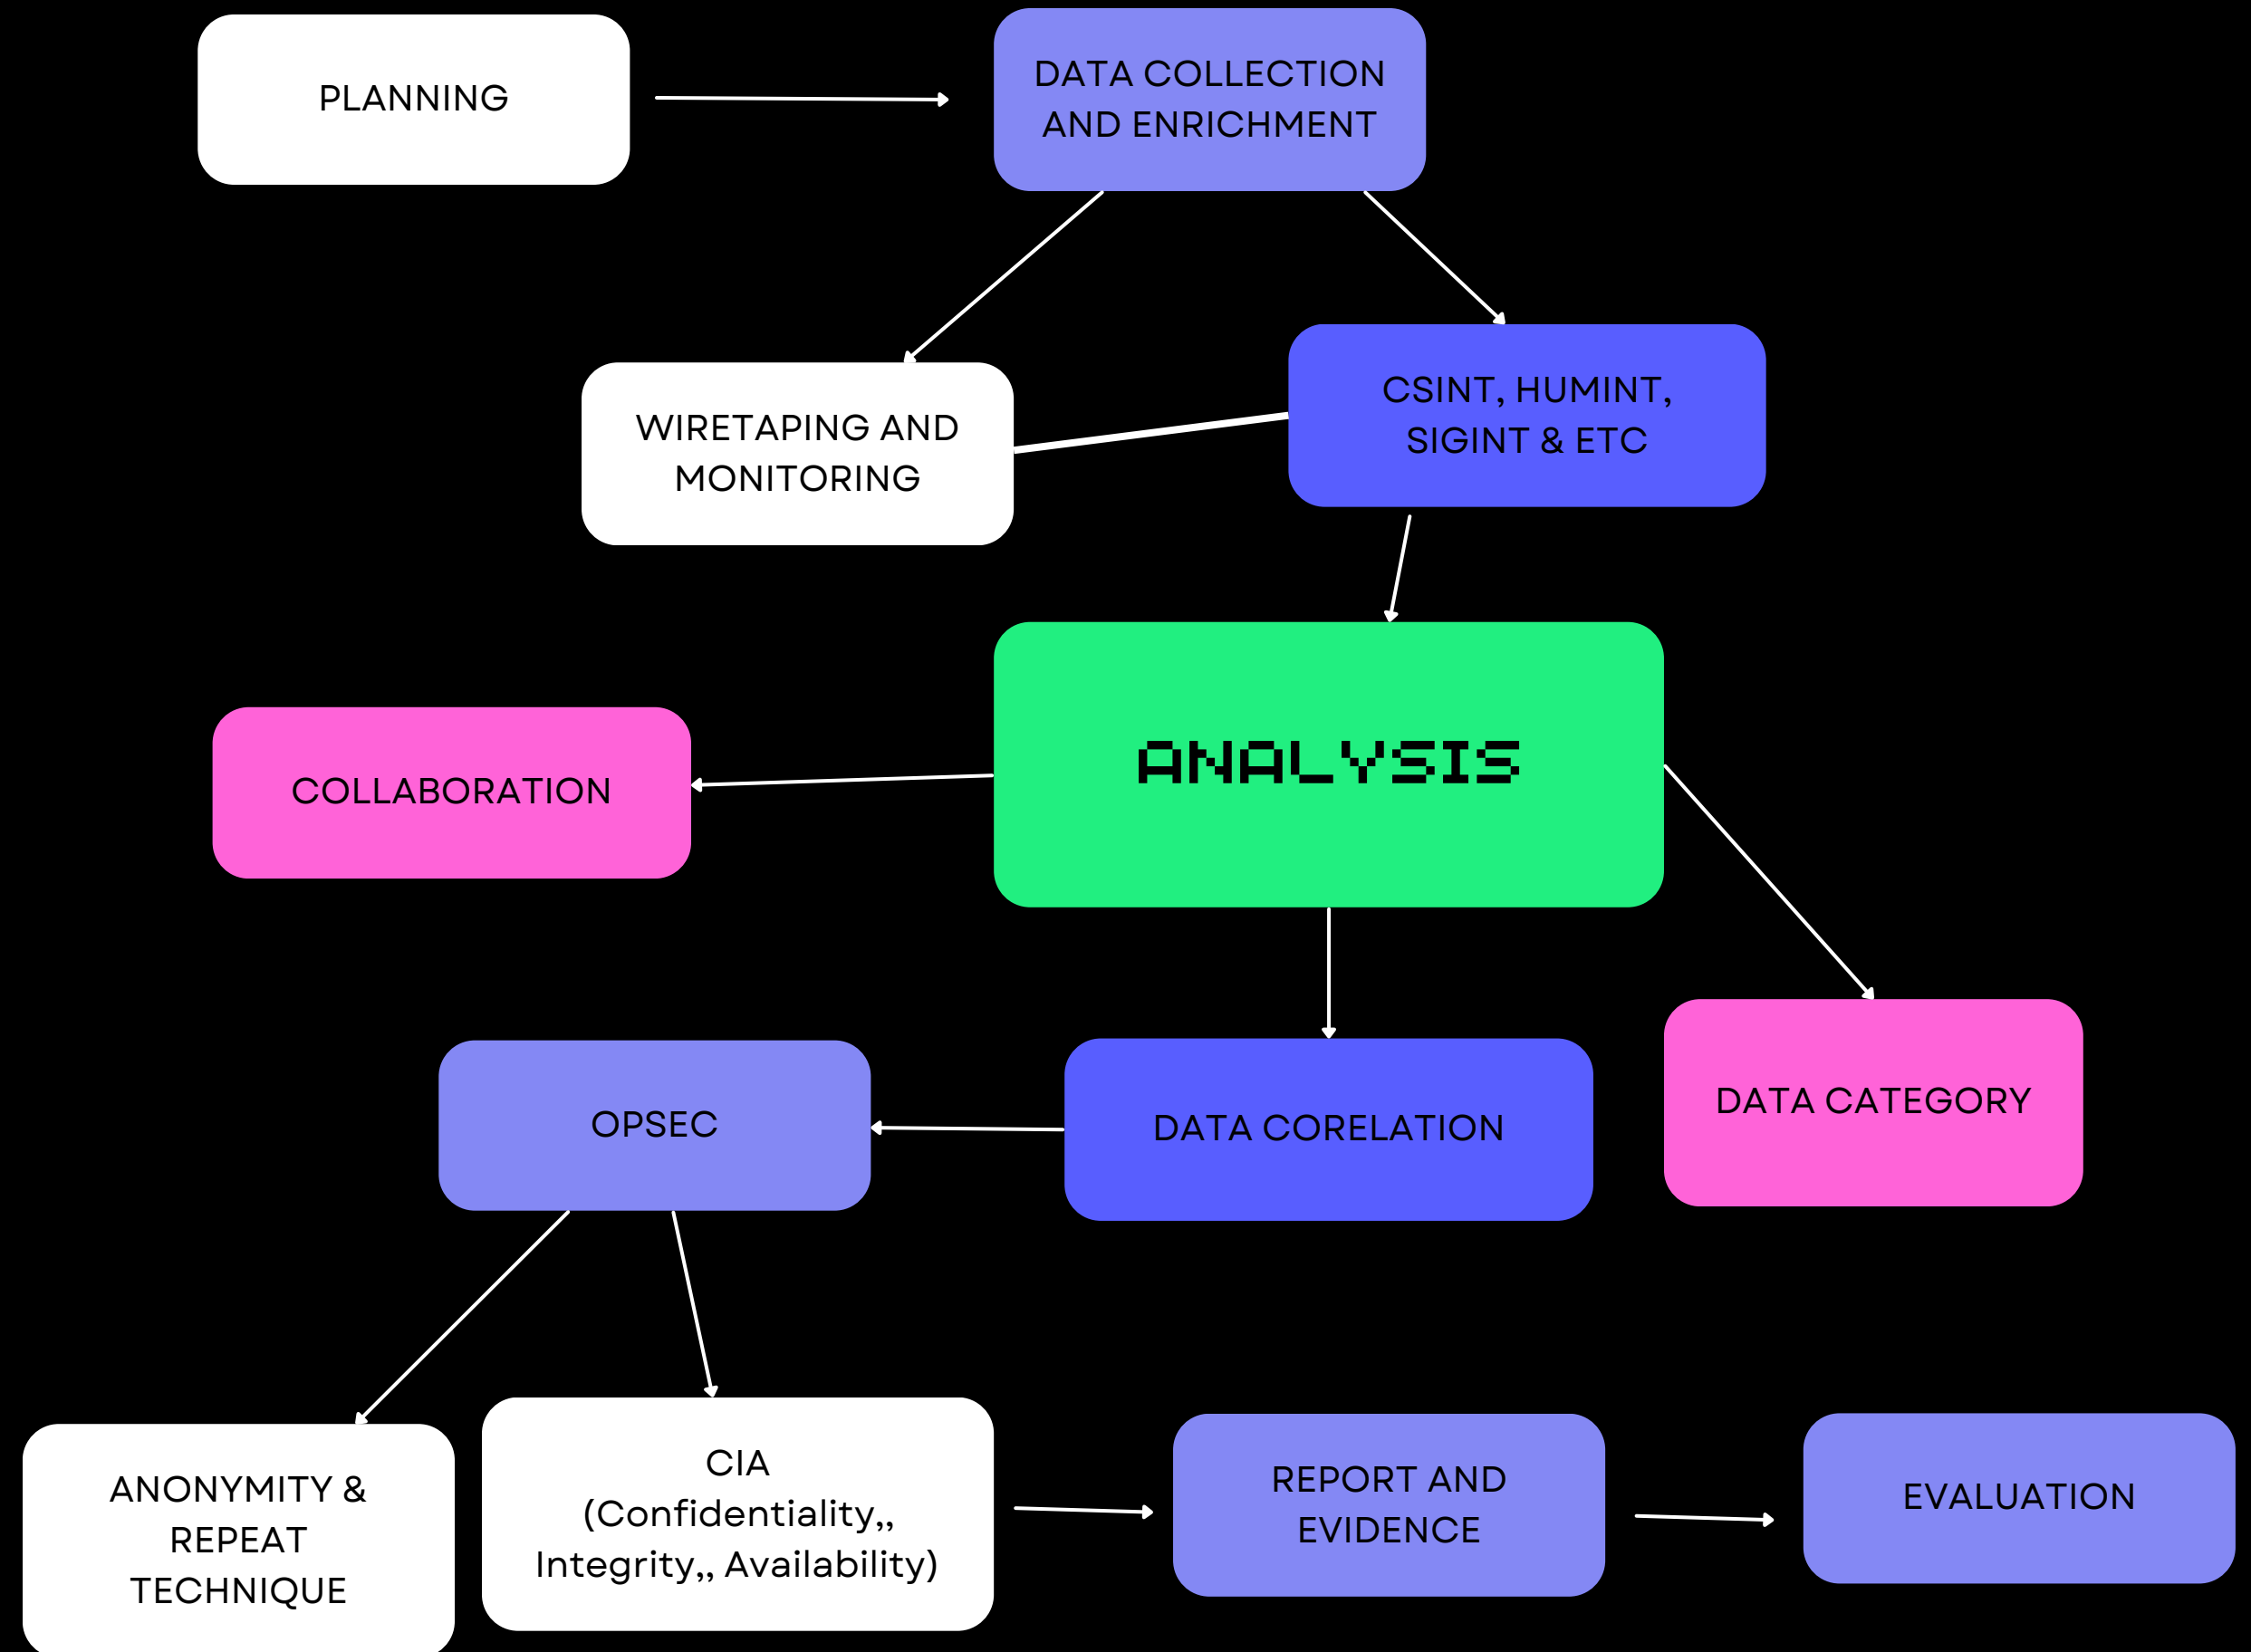 PLANNING
DATA COLLECTION
AND ENRICHMENT
WIRETAPING AND
MONITORING
CSINT, HUMINT,
SIGINT & ETC
ANALYSIS
COLLABORATION
DATA CATEGORY
OPSEC
DATA CORELATION
ANONYMITY &
REPEAT
TECHNIQUE
CIA
(Confidentiality,,
Integrity,, Availability)
REPORT AND
EVIDENCE
EVALUATION